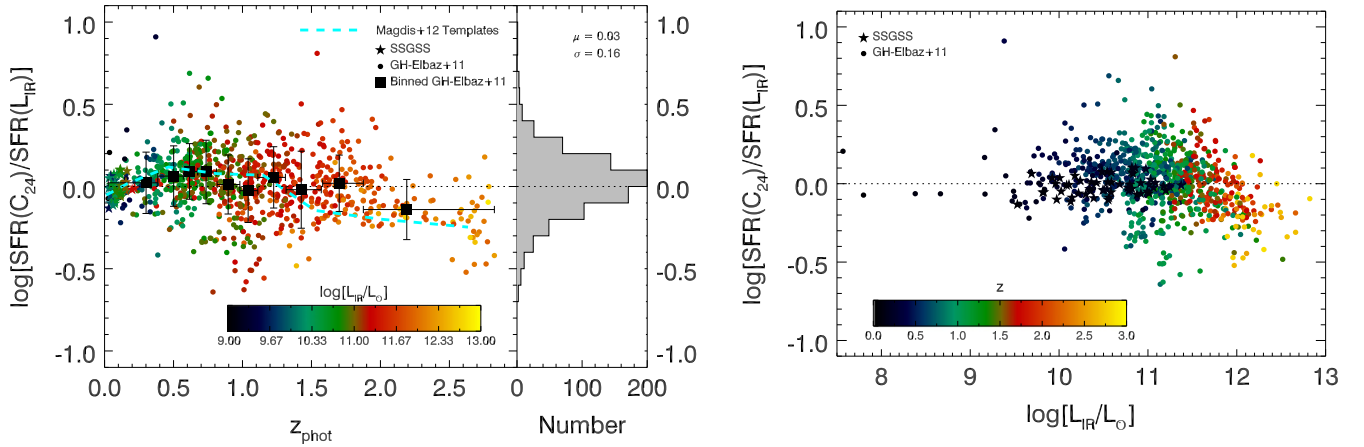 1.0
0.5
0.0
-0.5
-1.0
log[SFR(C24)/SFR(LIR)]
Magdis+12 Templates
SSGSS
GH-Elbaz+11
Binned GH-Elbaz+11
log[LIR/L⊙]
9.00 9.67 10.33 11.00 11.67 12.33 13.00
0.0 0.5 1.0 1.5 2.0 2.5
zphot
μ = 0.03
σ = 0.16
1.0
0.5
0.0
-0.5
-1.0
0 100 200
Number
1.0
0.5
0.0
-0.5
-1.0
log[SFR(C24)/SFR(LIR)]
SSGSS
GH-Elbaz+11
z
0.0 0.5 1.0 1.5 2.0 2.5 3.0
8 9 10 11 12 13
log[LIR/L⊙]